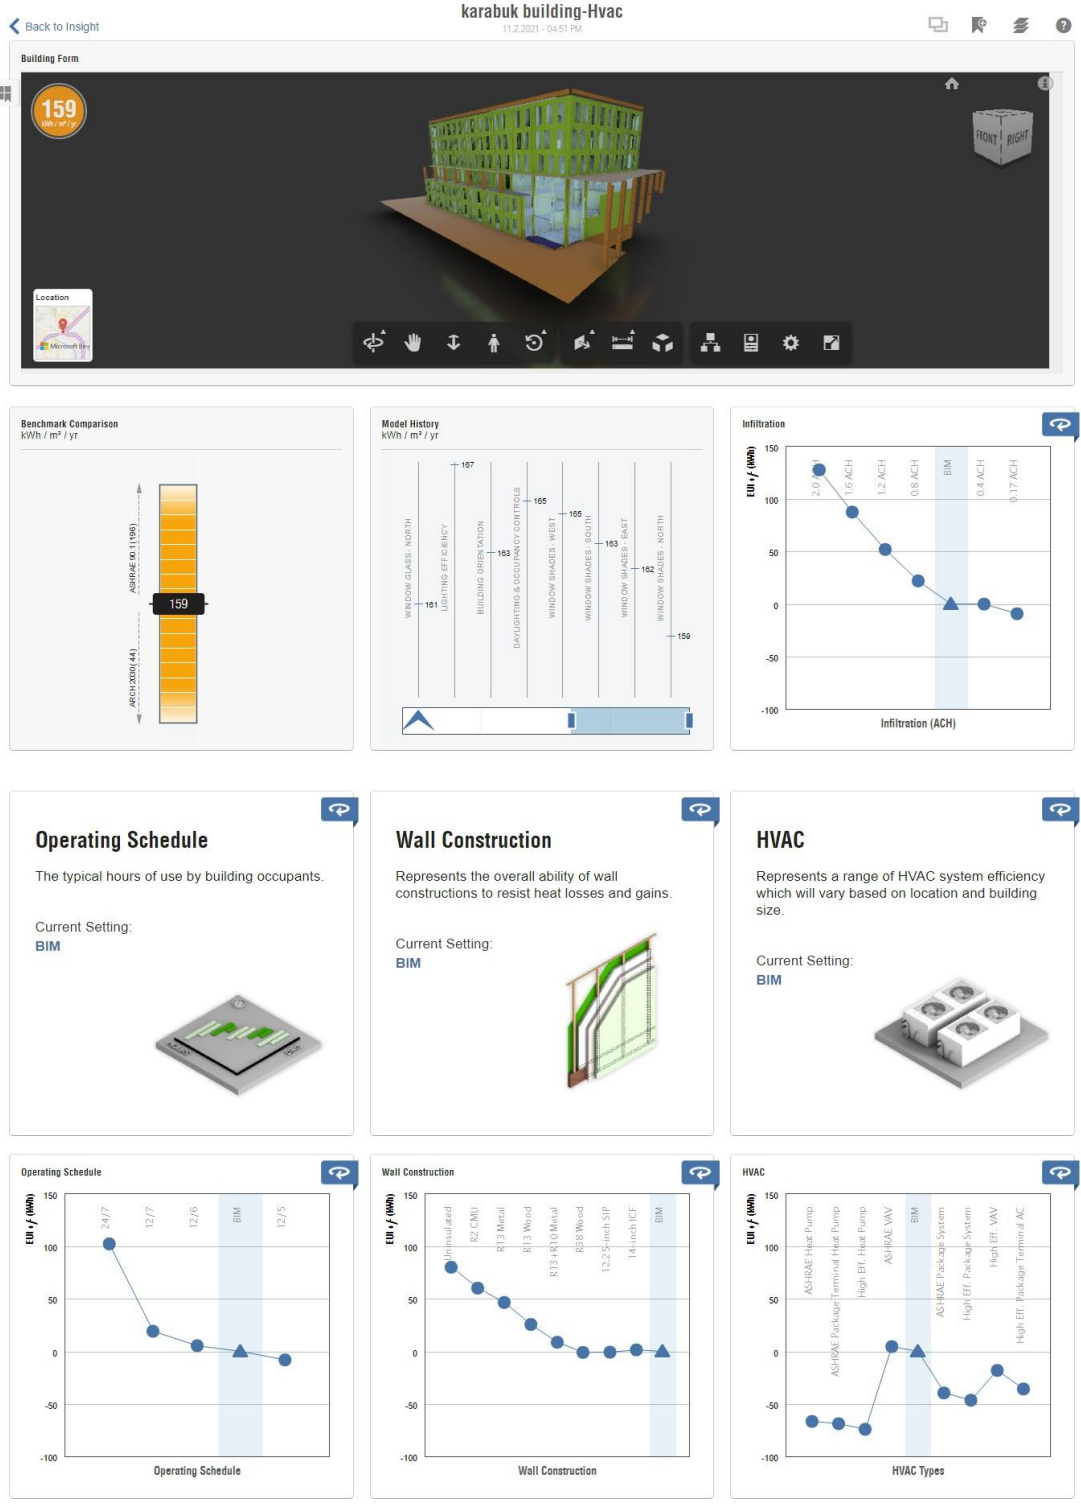 karabuk building-Hvac
Back to Insight
11.2.2021 - 04:51 PM
Building Form
159
kWh / m² / yr
FRONT
RIGHT
Location
Benchmark Comparison
kWh / m² / yr
ASHRAE 90.1 (196)
159
ARCH 2030 (44)
Model History
kWh / m² / yr
WINDOW GLASS - NORTH
161
LIGHTING EFFICIENCY
167
BUILDING ORIENTATION
163
DAYLIGHTING & OCCUPANCY CONTROLS
165
WINDOW SHADES - WEST
165
WINDOW SHADES - SOUTH
163
WINDOW SHADES - EAST
162
WINDOW SHADES - NORTH
159
Infiltration
EUI + ƒ (kWh)
150
100
50
0
-50
-100
2.0 ACH
1.6 ACH
1.2 ACH
0.8 ACH
BIM
0.4 ACH
0.17 ACH
Infiltration (ACH)
Operating Schedule
The typical hours of use by building occupants.
Current Setting:
BIM
Wall Construction
Represents the overall ability of wall
constructions to resist heat losses and gains.
Current Setting:
BIM
HVAC
Represents a range of HVAC system efficiency
which will vary based on location and building
size.
Current Setting:
BIM
Operating Schedule
EUI + ƒ (kWh)
150
100
50
0
-50
-100
24/7
12/7
12/6
BIM
12/5
Operating Schedule
Wall Construction
EUI + ƒ (kWh)
150
100
50
0
-50
-100
Uninsulated
R2 CMU
R13 Metal
R13 Wood
R13+R10 Metal
R38 Wood
12.25-inch SIP
14-inch ICF
BIM
Wall Construction
HVAC
EUI + ƒ (kWh)
150
100
50
0
-50
-100
ASHRAE Heat Pump
ASHRAE Package Terminal Heat Pump
High Eff. Heat Pump
ASHRAE VAV
BIM
ASHRAE Package System
High Eff. Package System
High Eff. VAV
High Eff. Package Terminal AC
HVAC Types